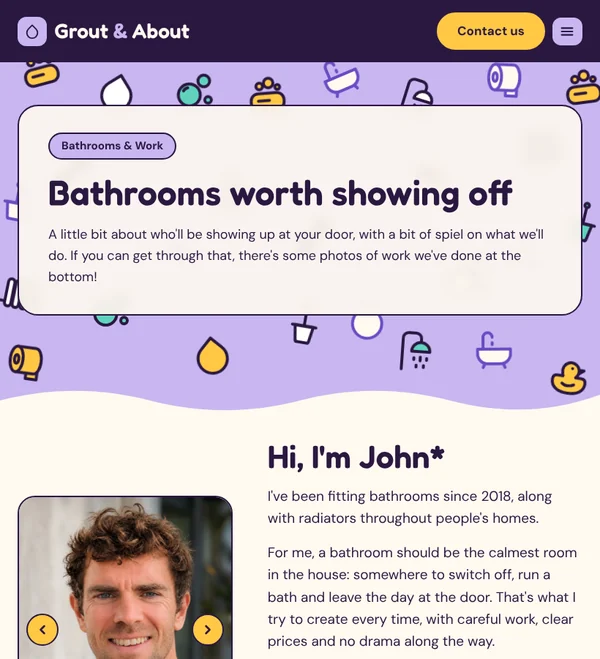 Grout & About
Contact us
Bathrooms & Work
Bathrooms worth showing off
A little bit about who'll be showing up at your door, with a bit of spiel on what we'll
do. If you can get through that, there's some photos of work we've done at the
bottom!
Hi, I'm John*
I've been fitting bathrooms since 2018, along
with radiators throughout people's homes.
For me, a bathroom should be the calmest room
in the house: somewhere to switch off, run a
bath and leave the day at the door. That's what I
try to create every time, with careful work, clear
prices and no drama along the way.